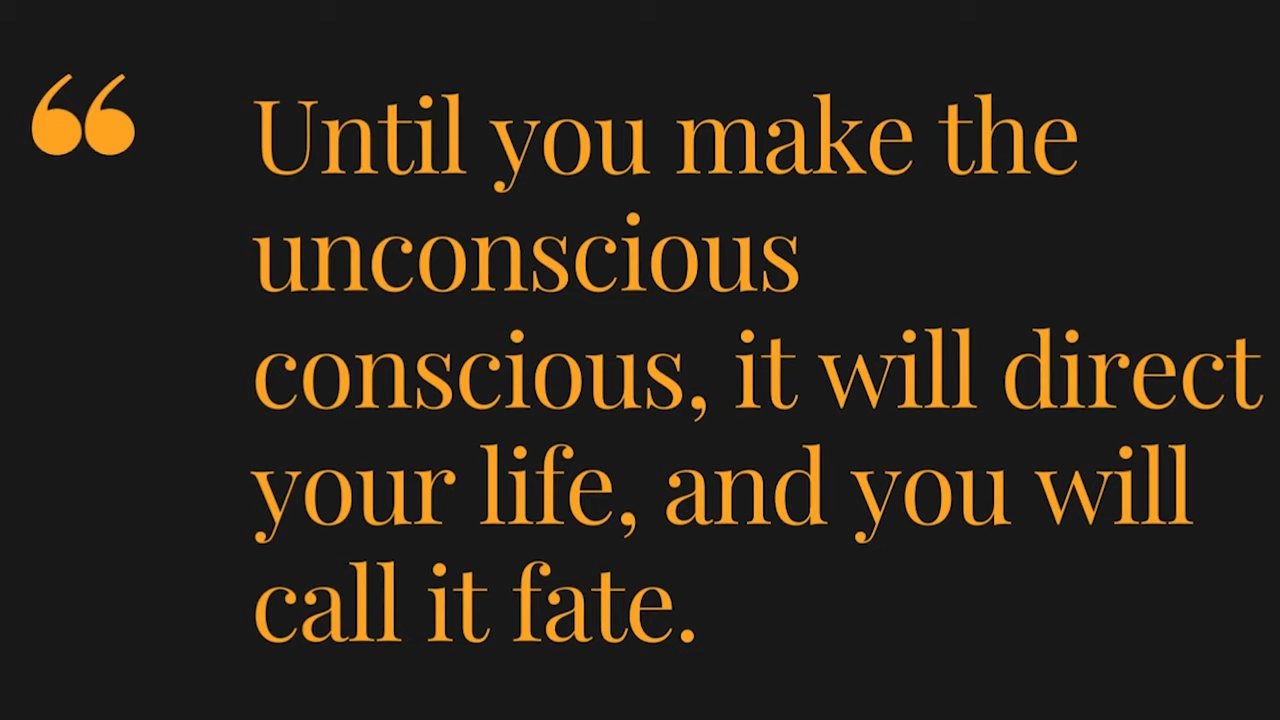 “
Until you make the
unconscious
conscious, it will direct
your life, and you will
call it fate.